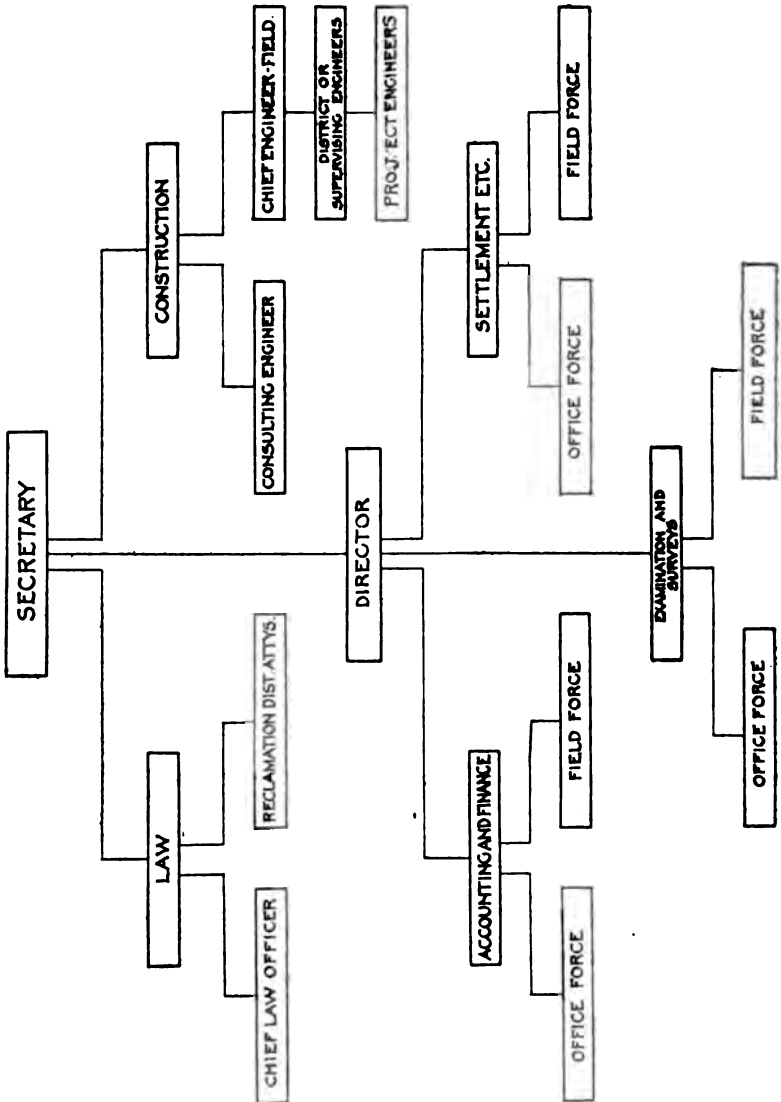 SECRETARY
LAW
CONSTRUCTION
CHIEF LAW OFFICER
RECLAMATION DIST. ATTYS.
CONSULTING ENGINEER
CHIEF ENGINEER-FIELD.
DISTRICT OR
SUPERVISING ENGINEERS
PROJECT ENGINEERS
DIRECTOR
ACCOUNTING AND FINANCE
SETTLEMENT ETC.
OFFICE FORCE
FIELD FORCE
OFFICE FORCE
FIELD FORCE
EXAMINATION AND
SURVEYS
OFFICE FORCE
FIELD FORCE